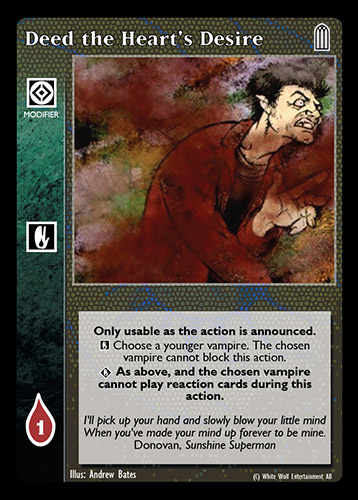 Deed the Heart's Desire
MODIFIER
Only usable as the action is announced.
Choose a younger vampire. The chosen
vampire cannot block this action.
As above, and the chosen vampire
cannot play reaction cards during this
action.
I'll pick up your hand and slowly blow your little mind
When you've made your mind up forever to be mine.
Donovan, Sunshine Superman
1
Illus: Andrew Bates
(C) White Wolf Entertainment AB